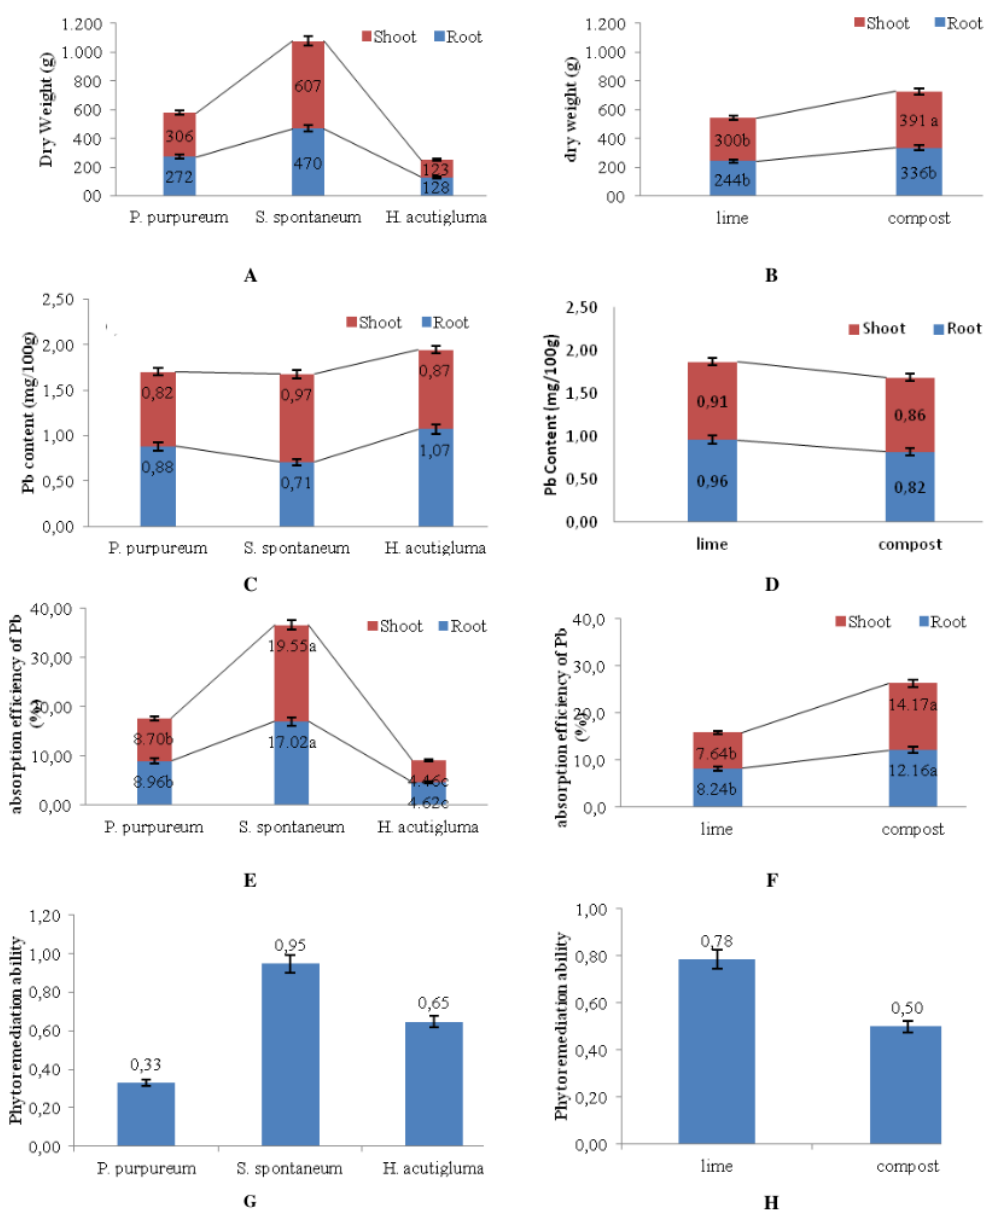 Dry Weight (g)
1.200
1.000
800
600
400
200
00
Shoot Root
306
272
607
470
123
128
P. purpureum S. spontaneum H. acutigluma
A
dry weight (g)
1.200
1.000
800
600
400
200
00
Shoot Root
300b
244b
391 a
336b
lime compost
B
Pb content (mg/100g)
2,50
2,00
1,50
1,00
0,50
0,00
Shoot Root
0,82
0,88
0,97
0,71
0,87
1,07
P. purpureum S. spontaneum H. acutigluma
C
Pb Content (mg/100g)
2,50
2,00
1,50
1,00
0,50
0,00
Shoot Root
0,91
0,96
0,86
0,82
lime compost
D
absorption efficiency of Pb
(%)
40,00
30,00
20,00
10,00
0,00
Shoot Root
8.70b
8.96b
19.55a
17.02a
4.46c
4.62c
P. purpureum S. spontaneum H. acutigluma
E
absorption efficiency of Pb
(%)
40,0
30,0
20,0
10,0
0,0
Shoot Root
7.64b
8.24b
14.17a
12.16a
lime compost
F
Phytoremediation ability
1,20
1,00
0,80
0,60
0,40
0,20
0,00
0,33
0,95
0,65
P. purpureum S. spontaneum H. acutigluma
G
Phytoremediation ability
1,00
0,80
0,60
0,40
0,20
0,00
0,78
0,50
lime compost
H